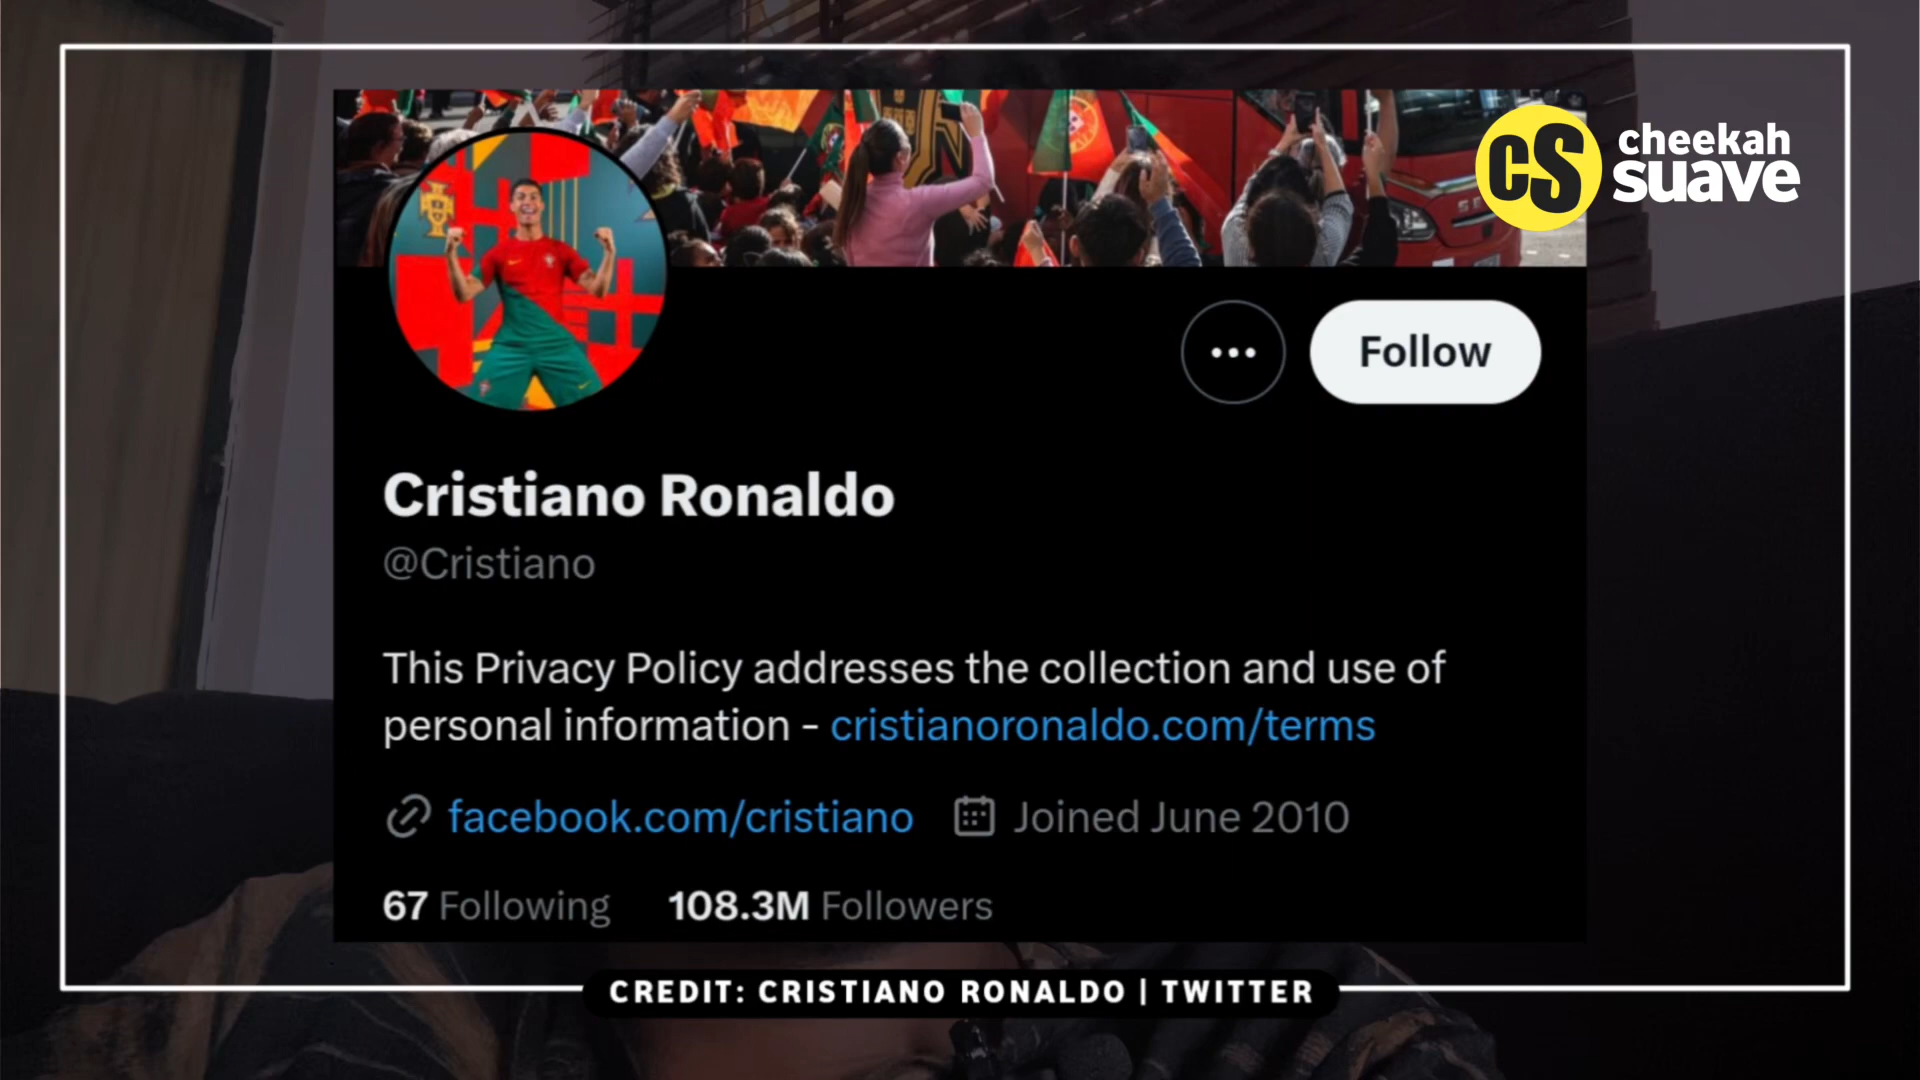 cheekah
CS suave
Follow
Cristiano Ronaldo
@Cristiano
This Privacy Policy addresses the collection and use of
personal information - cristianoronaldo.com/terms
facebook.com/cristiano Joined June 2010
67 Following 108.3M Followers
CREDIT: CRISTIANO RONALDO | TWITTER